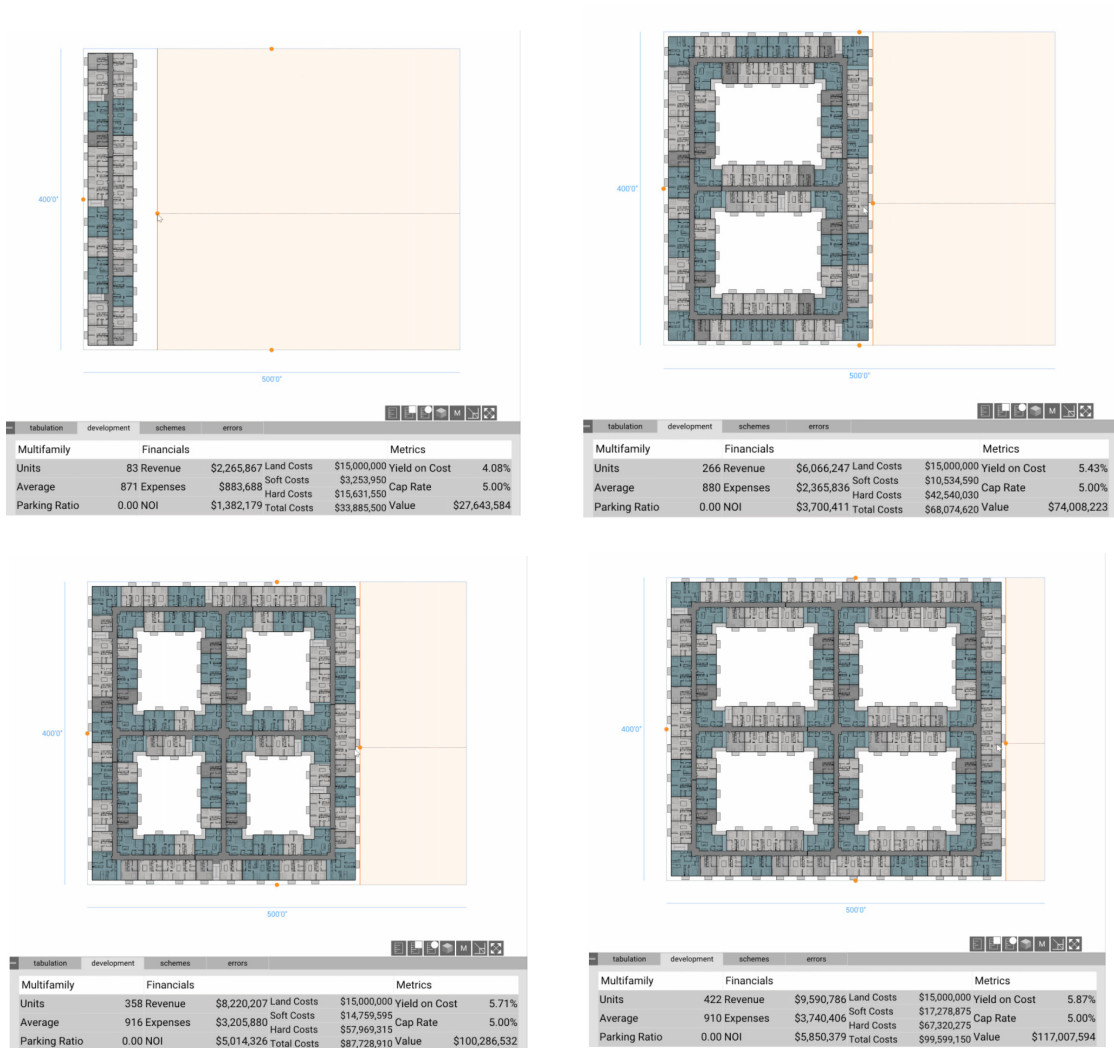 400'0"
500'0"
M
tabulation development schemes errors
Multifamily Financials Metrics
Units 83 Revenue $2,265,867 Land Costs $15,000,000 Yield on Cost 4.08%
Soft Costs $3,253,950
Average 871 Expenses $883,688 Hard Costs $15,631,550 Cap Rate 5.00%
Parking Ratio 0.00 NOI $1,382,179 Total Costs $33,885,500 Value $27,643,584
400'0"
500'0"
M
tabulation development schemes errors
Multifamily Financials Metrics
Units 266 Revenue $6,066,247 Land Costs $15,000,000 Yield on Cost 5.43%
Soft Costs $10,534,590
Average 880 Expenses $2,365,836 Hard Costs $42,540,030 Cap Rate 5.00%
Parking Ratio 0.00 NOI $3,700,411 Total Costs $68,074,620 Value $74,008,223
400'0"
500'0"
M
tabulation development schemes errors
Multifamily Financials Metrics
Units 358 Revenue $8,220,207 Land Costs $15,000,000 Yield on Cost 5.71%
Soft Costs $14,759,595
Average 916 Expenses $3,205,880 Hard Costs $57,969,315 Cap Rate 5.00%
Parking Ratio 0.00 NOI $5,014,326 Total Costs $87,728,910 Value $100,286,532
400'0"
500'0"
M
tabulation development schemes errors
Multifamily Financials Metrics
Units 422 Revenue $9,590,786 Land Costs $15,000,000 Yield on Cost 5.87%
Soft Costs $17,278,875
Average 910 Expenses $3,740,406 Hard Costs $67,320,275 Cap Rate 5.00%
Parking Ratio 0.00 NOI $5,850,379 Total Costs $99,599,150 Value $117,007,594